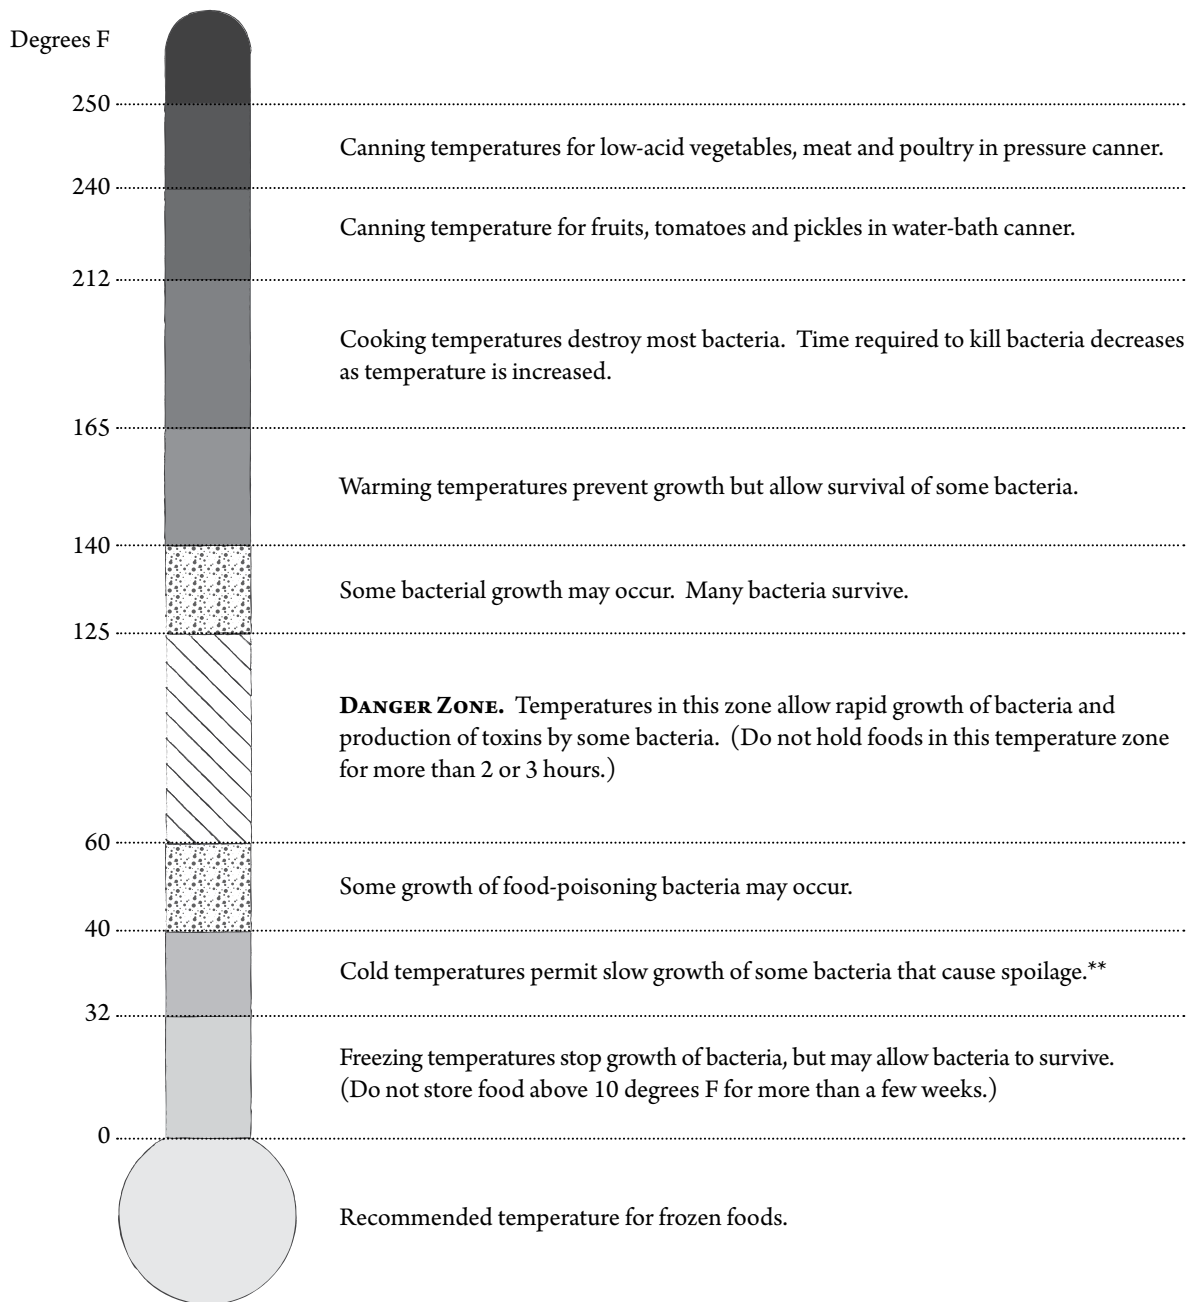 Degrees F
250
Canning temperatures for low-acid vegetables, meat and poultry in pressure canner.
240
Canning temperature for fruits, tomatoes and pickles in water-bath canner.
212
Cooking temperatures destroy most bacteria.  Time required to kill bacteria decreases
as temperature is increased.
165
Warming temperatures prevent growth but allow survival of some bacteria.
140
Some bacterial growth may occur.  Many bacteria survive.
125
DANGER ZONE.  Temperatures in this zone allow rapid growth of bacteria and
production of toxins by some bacteria.  (Do not hold foods in this temperature zone
for more than 2 or 3 hours.)
60
Some growth of food-poisoning bacteria may occur.
40
Cold temperatures permit slow growth of some bacteria that cause spoilage.**
32
Freezing temperatures stop growth of bacteria, but may allow bacteria to survive.
(Do not store food above 10 degrees F for more than a few weeks.)
0
Recommended temperature for frozen foods.